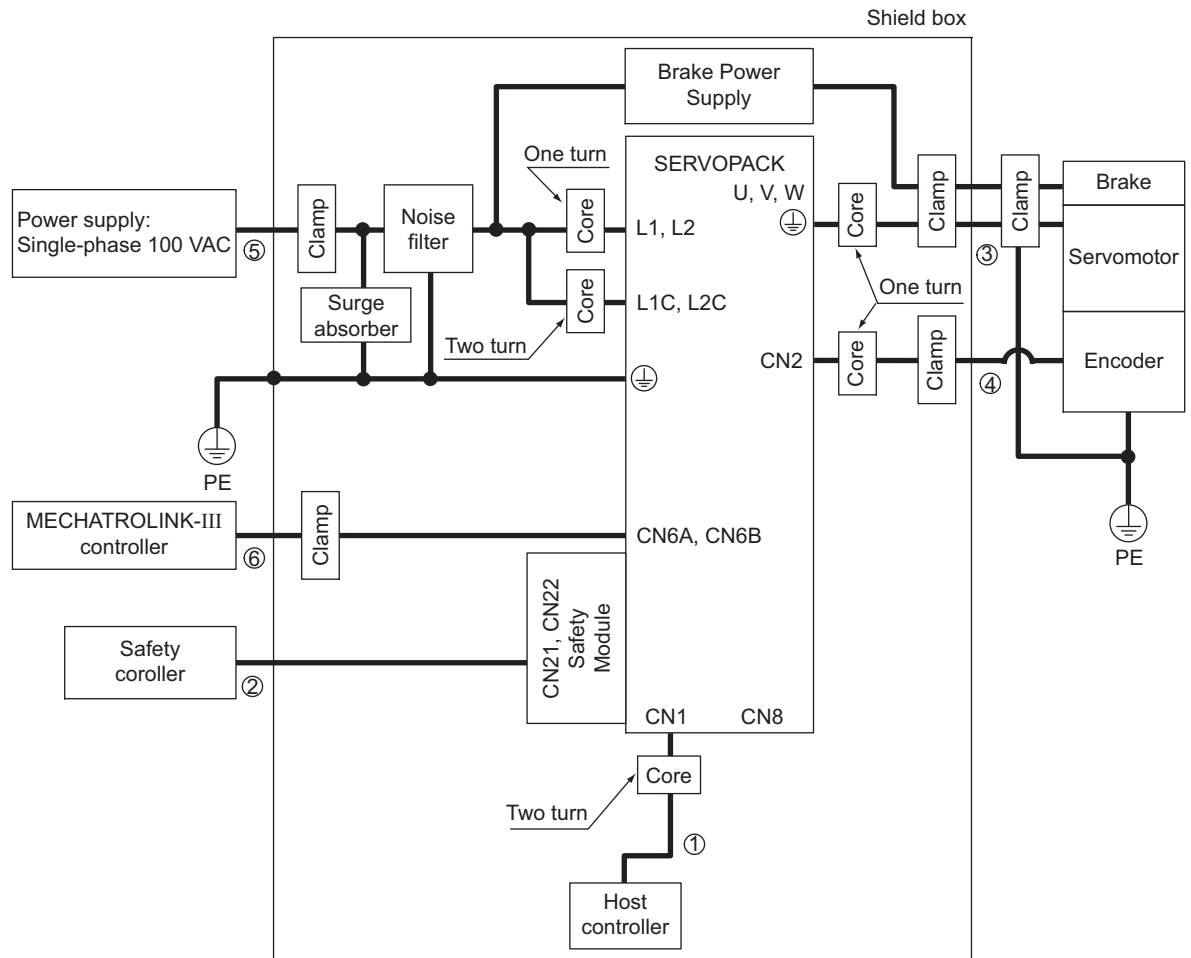 Shield box
Brake Power
Supply
One turn
SERVOPACK
U, V, W
Power supply:
Single-phase 100 VAC
⑤
Clamp
Noise
filter
Core
L1, L2
Core
Clamp
Clamp
Brake
③
Servomotor
Surge
absorber
Core
L1C, L2C
Two turn
One turn
CN2
Core
Clamp
④
Encoder
PE
MECHATROLINK-III
controller
⑥
Clamp
CN6A, CN6B
PE
Safety
coroller
②
CN21, CN22
Safety
Module
CN1
CN8
Core
Two turn
①
Host
controller